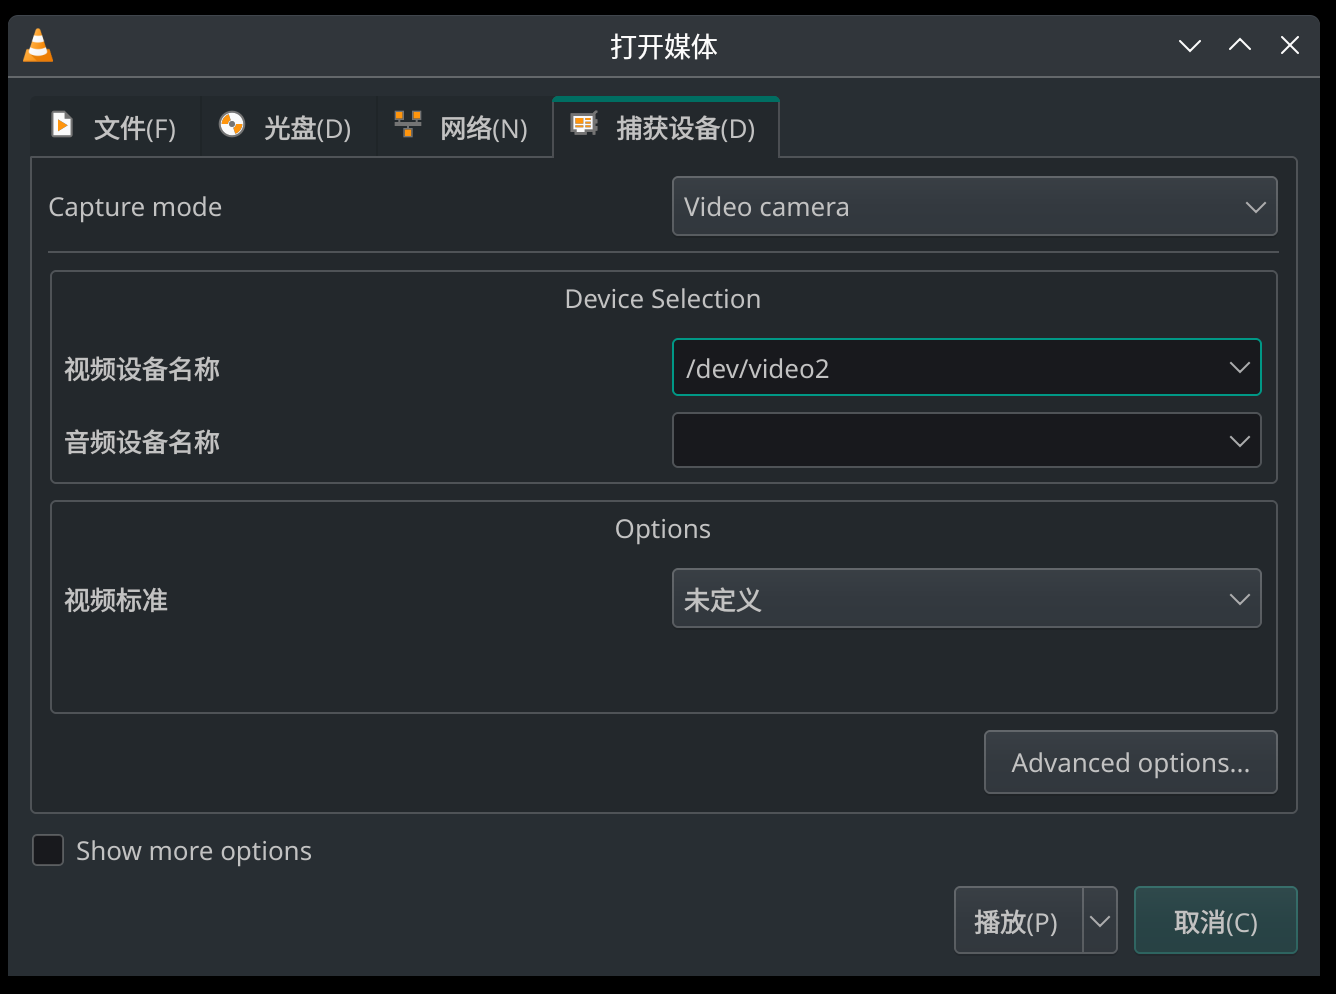 打开媒体
文件(F)
光盘(D)
网络(N)
捕获设备(D)
Capture mode
Video camera
Device Selection
视频设备名称
/dev/video2
音频设备名称
Options
视频标准
未定义
Advanced options...
Show more options
播放(P)
取消(C)